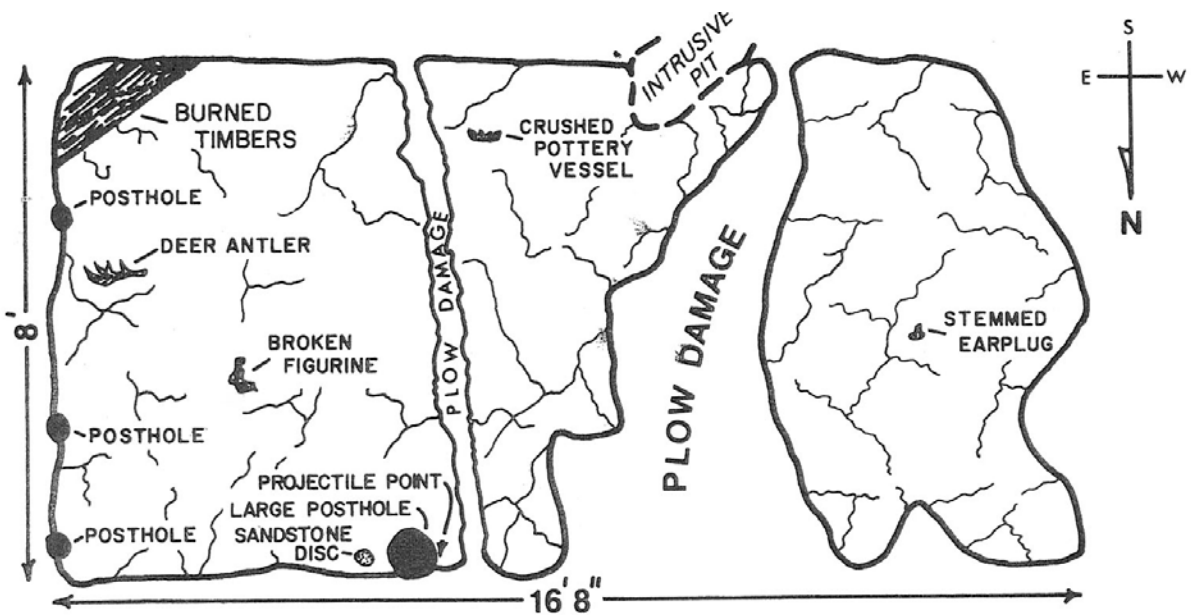 INTRUSIVE
PIT
S
E
W
N
BURNED
TIMBERS
CRUSHED
POTTERY
VESSEL
POSTHOLE
DEER ANTLER
PLOW DAMAGE
PLOW DAMAGE
8'
BROKEN
FIGURINE
STEMMED
EARPLUG
POSTHOLE
PROJECTILE POINT
LARGE POSTHOLE
SANDSTONE
DISC
POSTHOLE
16'8"